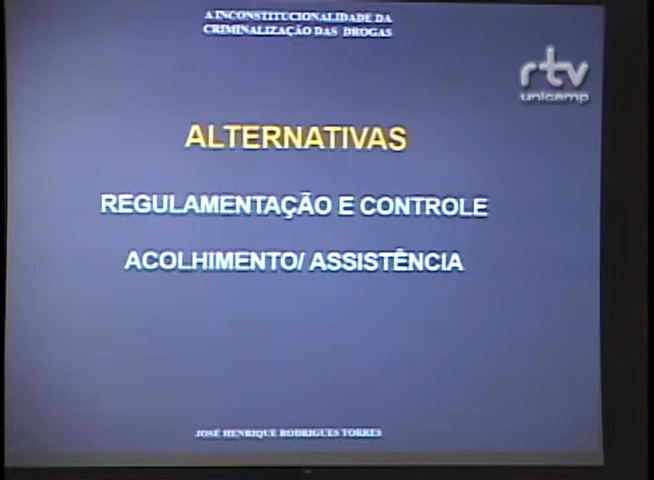 A INCONSTITUCIONALIDADE DA
CRIMINALIZAÇÃO DAS DROGAS
rtv
unicamp
ALTERNATIVAS
REGULAMENTAÇÃO E CONTROLE
ACOLHIMENTO/ ASSISTÊNCIA
JOSÉ HENRIQUE RODRIGUES TORRES